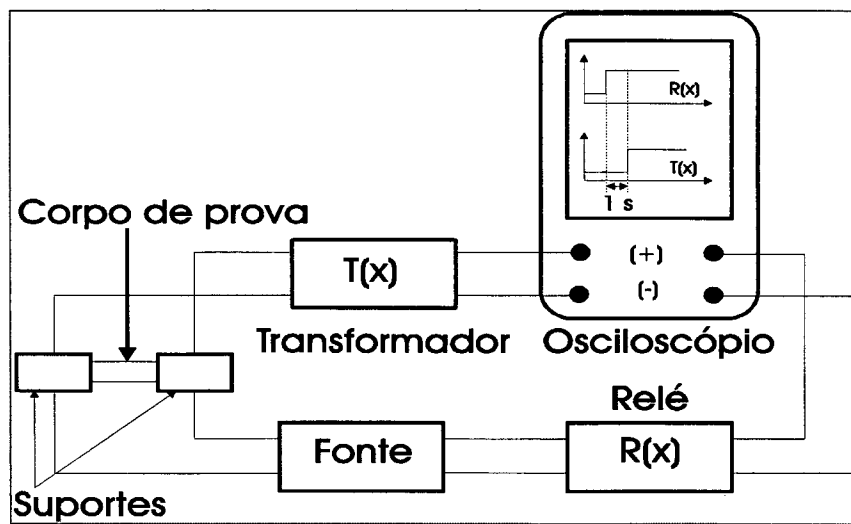 R(x)
T(x)
1 s
Corpo de prova
T(x)
(+)
(-)
Transformador
Osciloscópio
Relé
Fonte
R(x)
Suportes